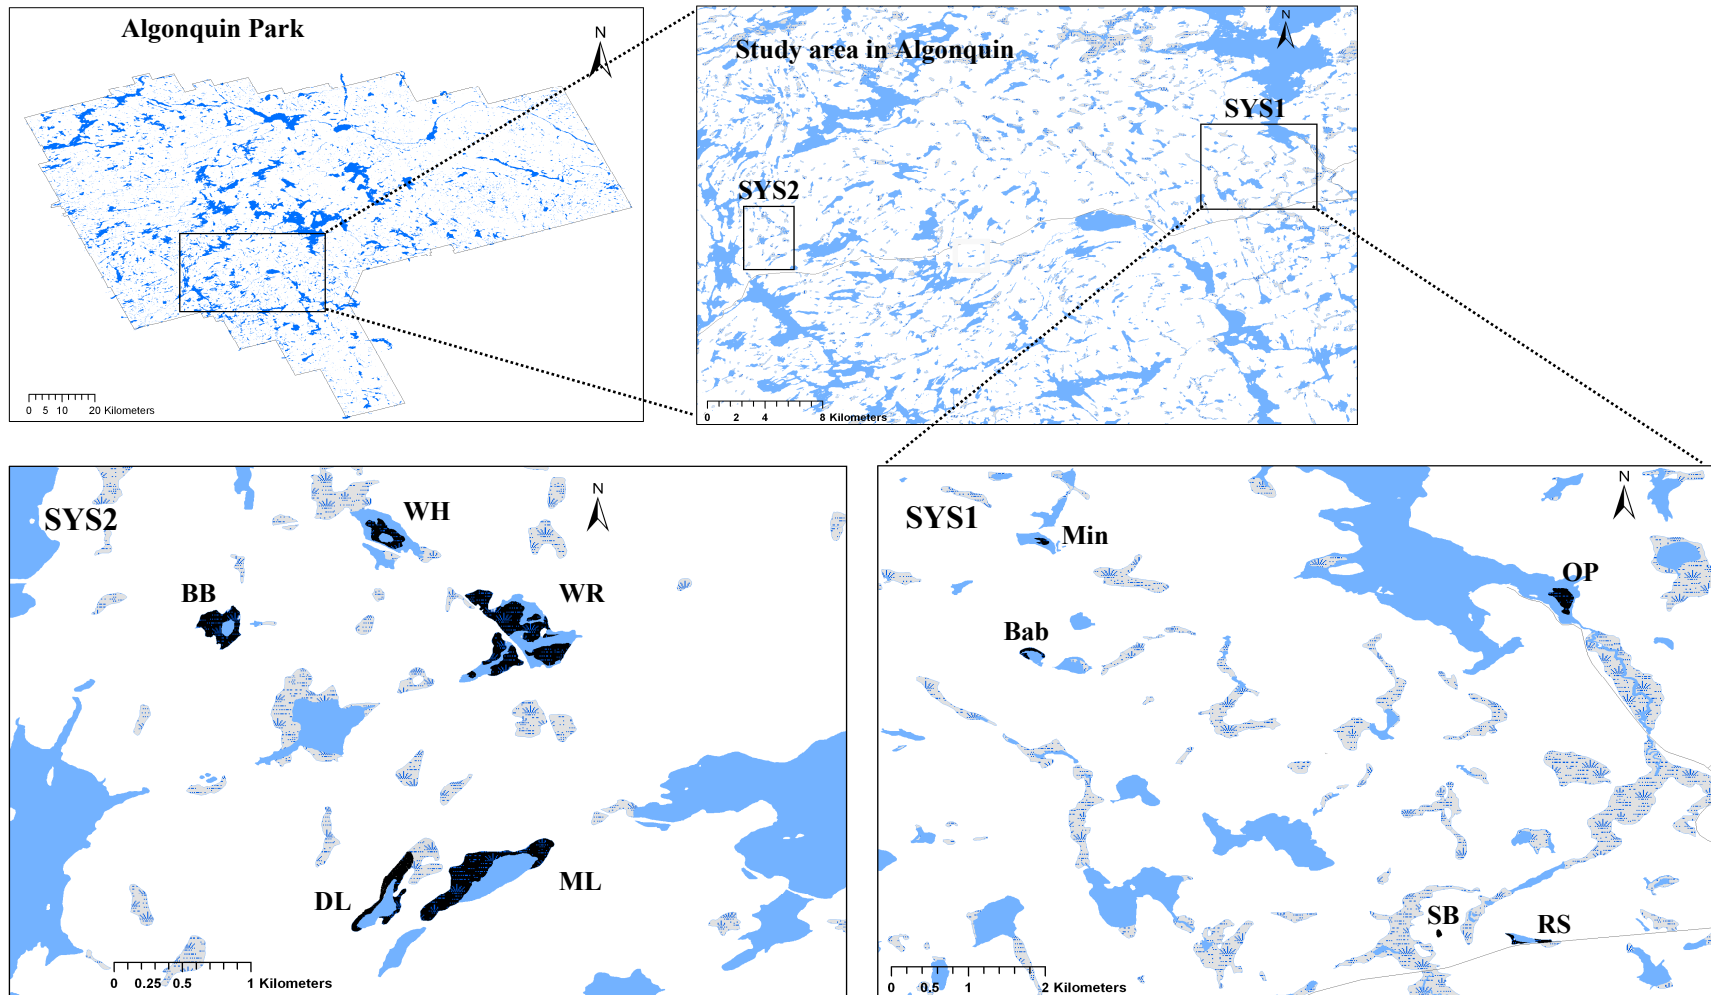 Algonquin Park
N
0 5 10 20 Kilometers
Study area in Algonquin
N
SYS1
SYS2
0 2 4 8 Kilometers
SYS2
N
WH
BB
WR
DL
ML
0 0.25 0.5 1 Kilometers
SYS1
N
Min
OP
Bab
SB
RS
0 0.5 1 2 Kilometers